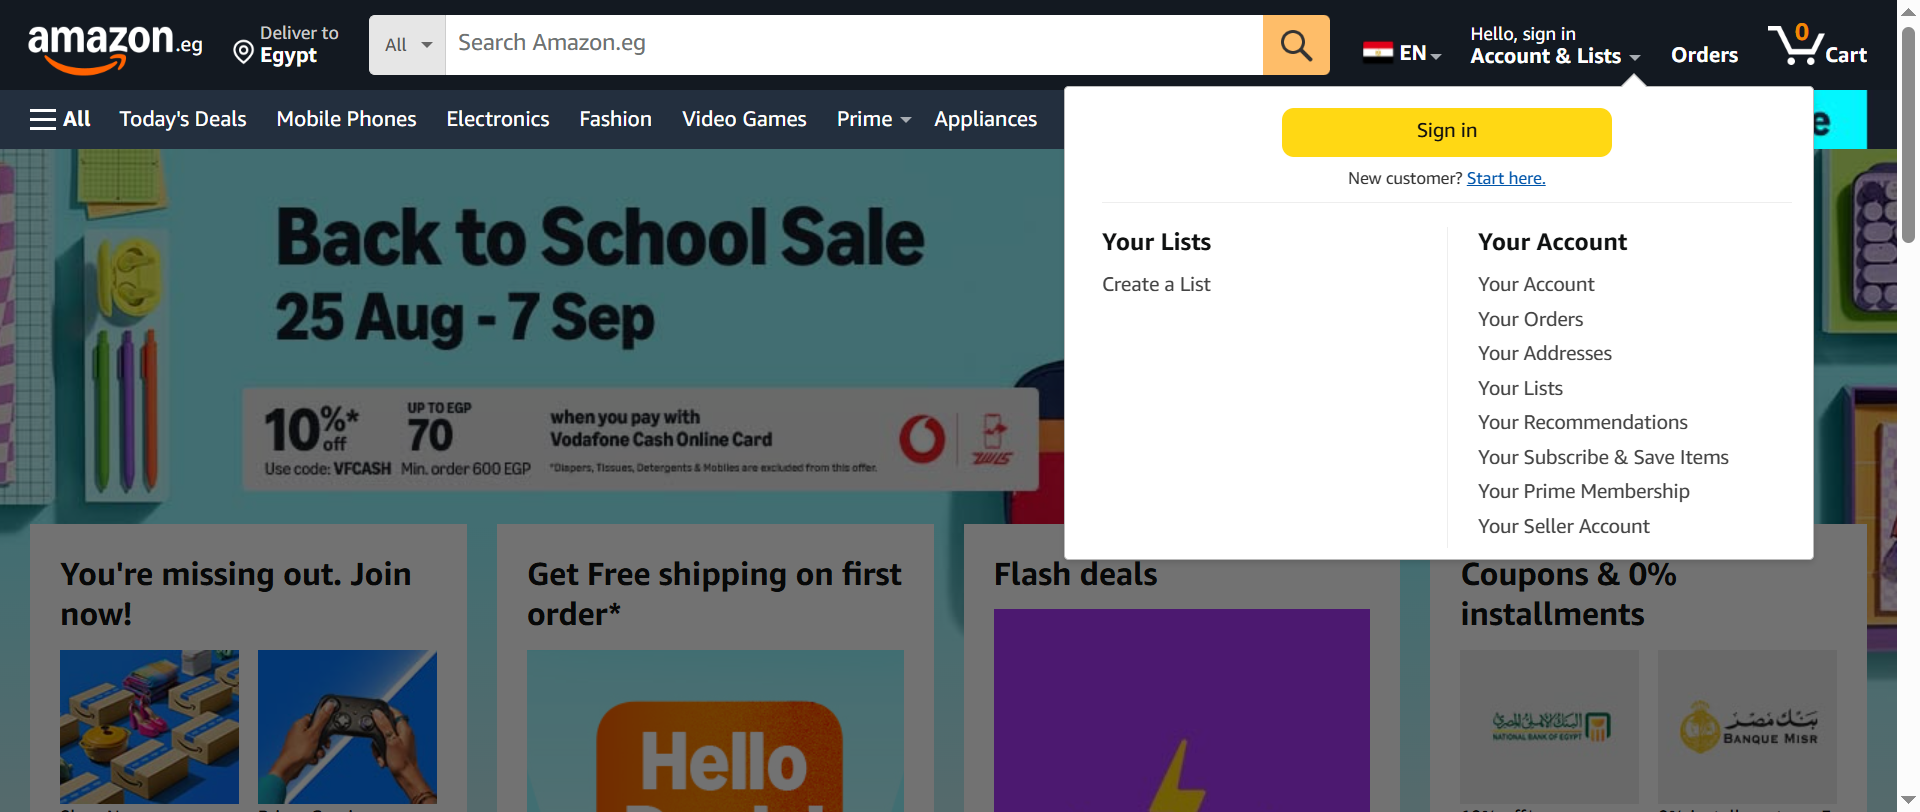 amazon.eg
Deliver to
Egypt
All
Search Amazon.eg
EN
Hello, sign in
Account & Lists
Orders
0
Cart
All
Today's Deals
Mobile Phones
Electronics
Fashion
Video Games
Prime
Appliances
Sign in
New customer? Start here.
Your Lists
Create a List
Your Account
Your Account
Your Orders
Your Addresses
Your Lists
Your Recommendations
Your Subscribe & Save Items
Your Prime Membership
Your Seller Account
Back to School Sale
25 Aug - 7 Sep
10%* off
UP TO EGP
70
when you pay with
Vodafone Cash Online Card
Use code: VFCASH
Min. order 600 EGP
*Diapers, Tissues, Detergents & Mobiles are excluded from this offer.
You're missing out. Join
now!
Get Free shipping on first
order*
Hello
Flash deals
Coupons & 0%
installments
البنك الأهلي المصري
NATIONAL BANK OF EGYPT
بنك مصر
BANQUE MISR